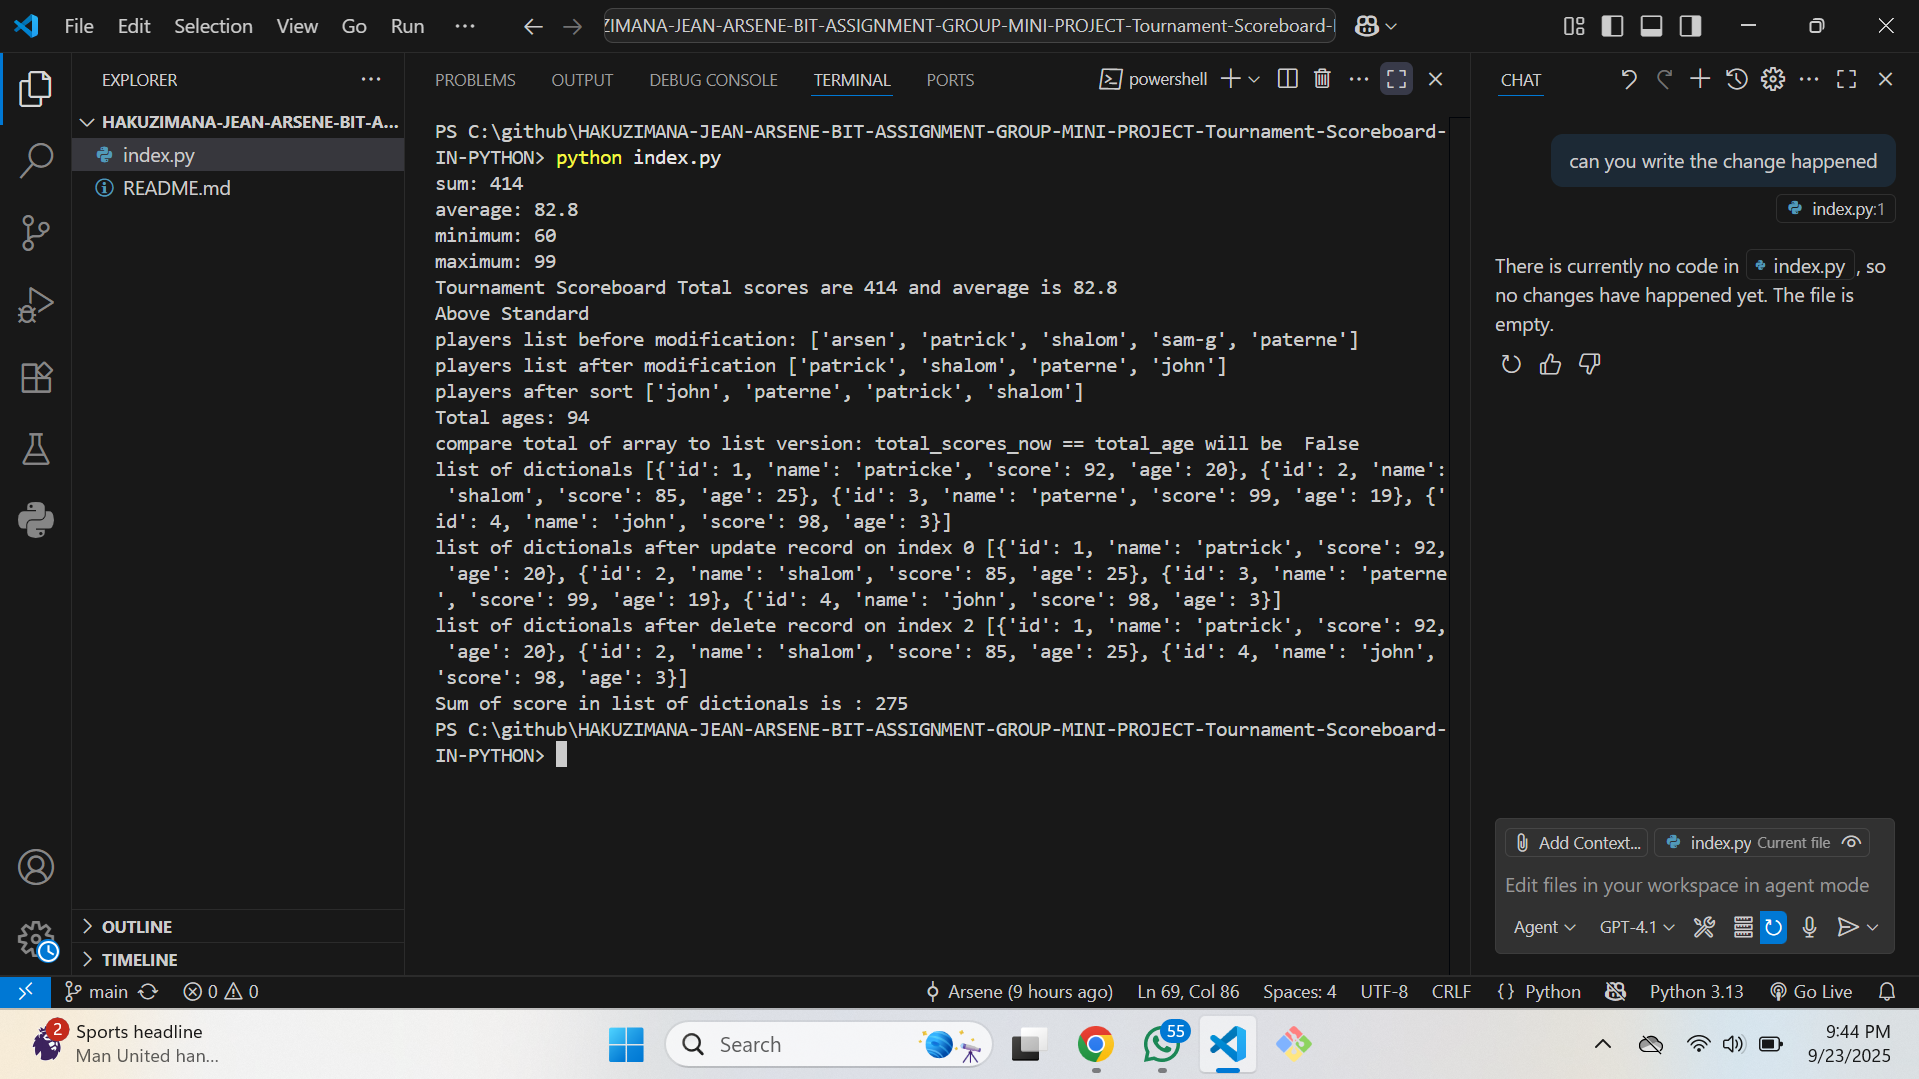 File Edit Selection View Go Run ...
ZIMANA-JEAN-ARSENE-BIT-ASSIGNMENT-GROUP-MINI-PROJECT-Tournament-Scoreboard-
EXPLORER
HAKUZIMANA-JEAN-ARSENE-BIT-A...
index.py
README.md
OUTLINE
TIMELINE
PROBLEMS OUTPUT DEBUG CONSOLE TERMINAL PORTS
powershell
PS C:\github\HAKUZIMANA-JEAN-ARSENE-BIT-ASSIGNMENT-GROUP-MINI-PROJECT-Tournament-Scoreboard-
IN-PYTHON> python index.py
sum: 414
average: 82.8
minimum: 60
maximum: 99
Tournament Scoreboard Total scores are 414 and average is 82.8
Above Standard
players list before modification: ['arsen', 'patrick', 'shalom', 'sam-g', 'paterne']
players list after modification ['patrick', 'shalom', 'paterne', 'john']
players after sort ['john', 'paterne', 'patrick', 'shalom']
Total ages: 94
compare total of array to list version: total_scores_now == total_age will be  False
list of dictionals [{'id': 1, 'name': 'patricke', 'score': 92, 'age': 20}, {'id': 2, 'name':
'shalom', 'score': 85, 'age': 25}, {'id': 3, 'name': 'paterne', 'score': 99, 'age': 19}, {'
id': 4, 'name': 'john', 'score': 98, 'age': 3}]
list of dictionals after update record on index 0 [{'id': 1, 'name': 'patrick', 'score': 92,
'age': 20}, {'id': 2, 'name': 'shalom', 'score': 85, 'age': 25}, {'id': 3, 'name': 'paterne
', 'score': 99, 'age': 19}, {'id': 4, 'name': 'john', 'score': 98, 'age': 3}]
list of dictionals after delete record on index 2 [{'id': 1, 'name': 'patrick', 'score': 92,
'age': 20}, {'id': 2, 'name': 'shalom', 'score': 85, 'age': 25}, {'id': 4, 'name': 'john',
'score': 98, 'age': 3}]
Sum of score in list of dictionals is : 275
PS C:\github\HAKUZIMANA-JEAN-ARSENE-BIT-ASSIGNMENT-GROUP-MINI-PROJECT-Tournament-Scoreboard-
IN-PYTHON>
CHAT
can you write the change happened
index.py:1
There is currently no code in index.py , so
no changes have happened yet. The file is
empty.
Add Context... index.py Current file
Edit files in your workspace in agent mode
Agent GPT-4.1
main 0 0 Arsene (9 hours ago) Ln 69, Col 86 Spaces: 4 UTF-8 CRLF {} Python Python 3.13 Go Live
2 Sports headline
Man United han...
Search
55
9:44 PM
9/23/2025